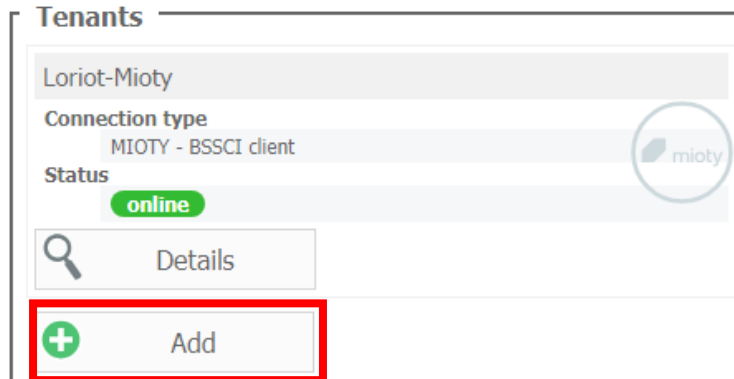 Tenants
Loriot-Mioty
Connection type
MIOTY - BSSCI client
mioty
Status
online
Details
Add